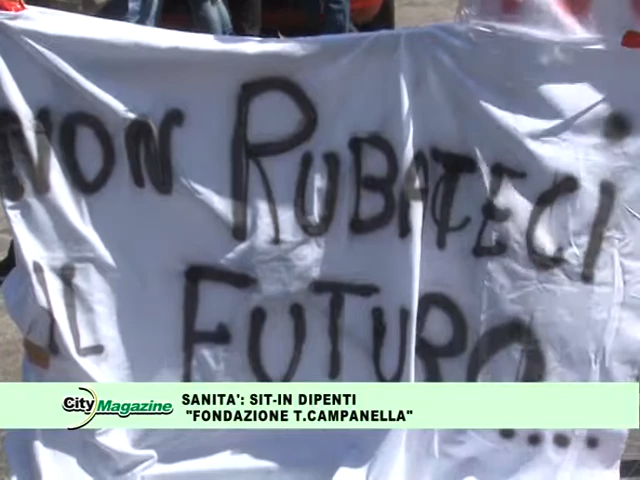 NON RUBATECI
IL FUTURO
....
City Magazine
SANITA': SIT-IN DIPENTI
"FONDAZIONE T.CAMPANELLA"